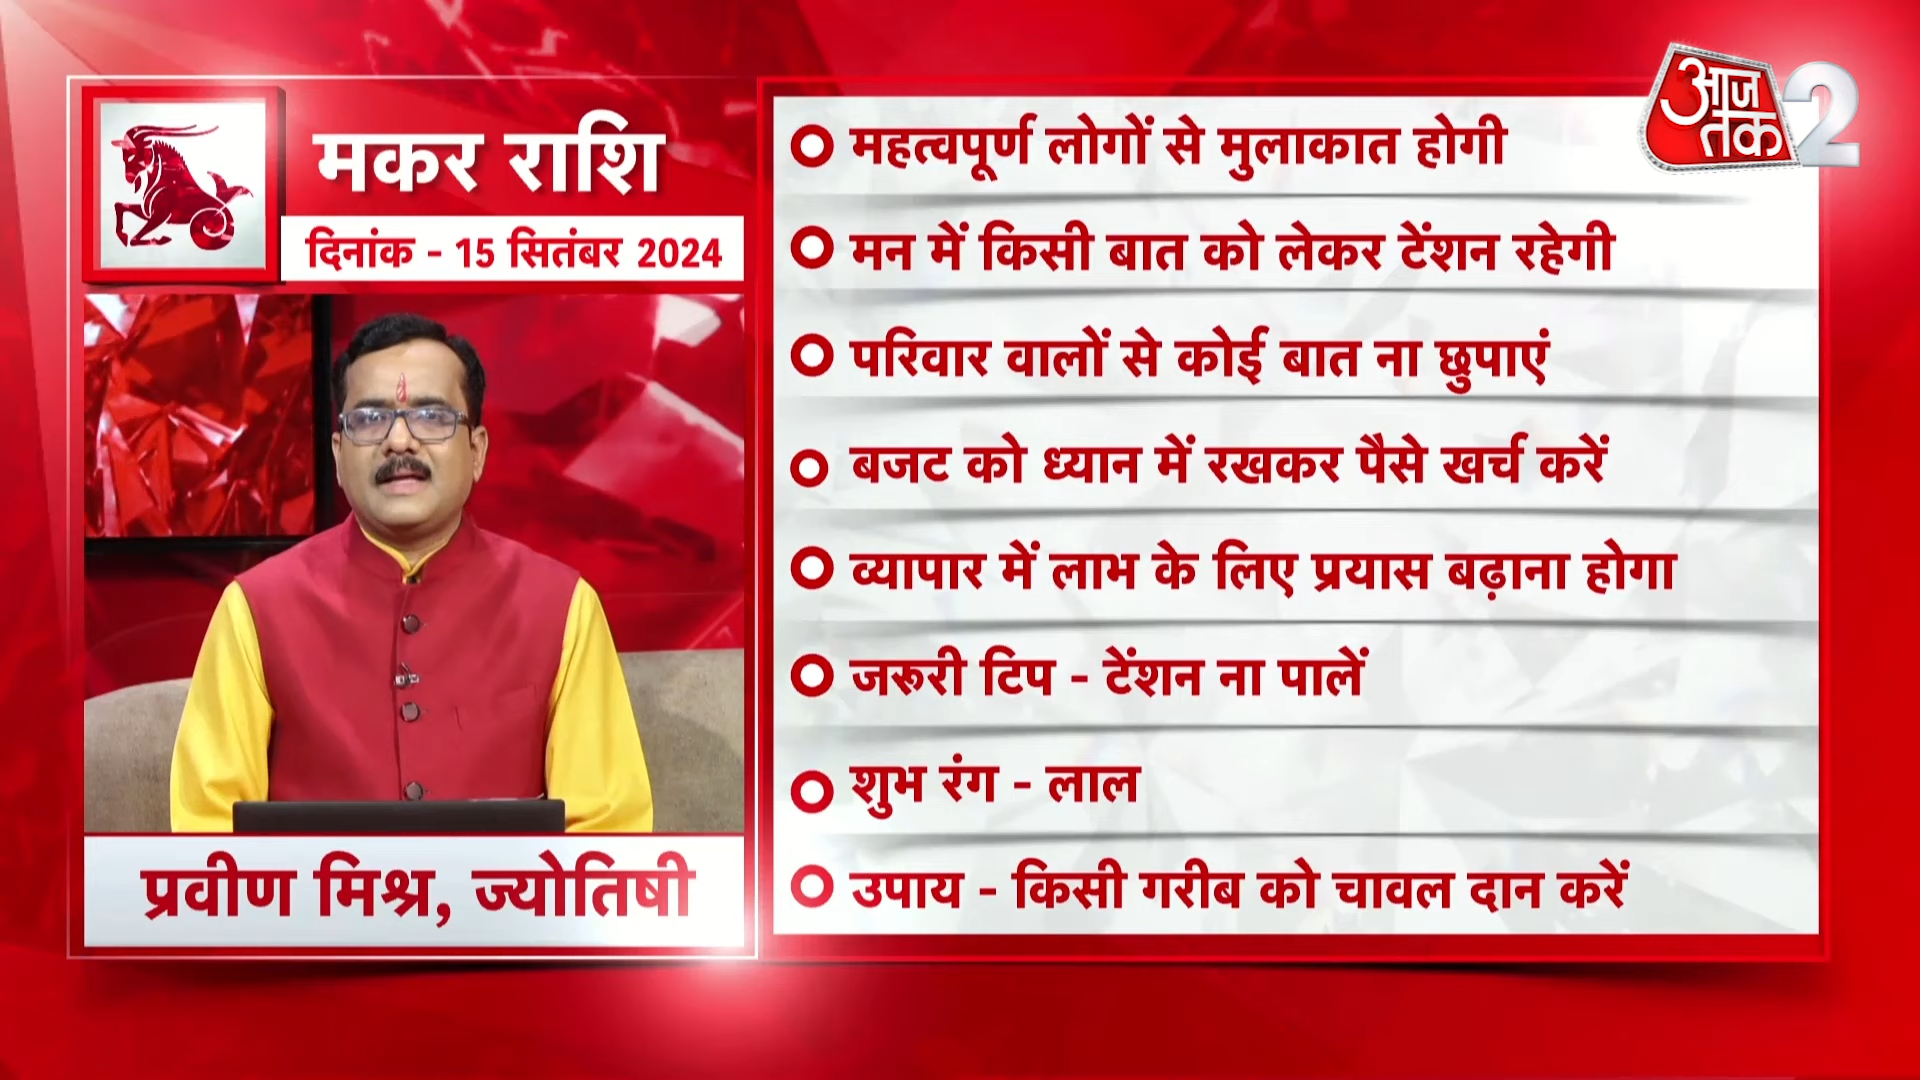 मकर राशि
दिनांक - 15 सितंबर 2024
प्रवीण मिश्र, ज्योतिषी
महत्वपूर्ण लोगों से मुलाकात होगी
मन में किसी बात को लेकर टेंशन रहेगी
परिवार वालों से कोई बात ना छुपाएं
बजट को ध्यान में रखकर पैसे खर्च करें
व्यापार में लाभ के लिए प्रयास बढ़ाना होगा
जरूरी टिप - टेंशन ना पालें
शुभ रंग - लाल
उपाय - किसी गरीब को चावल दान करें
आज
तक 2